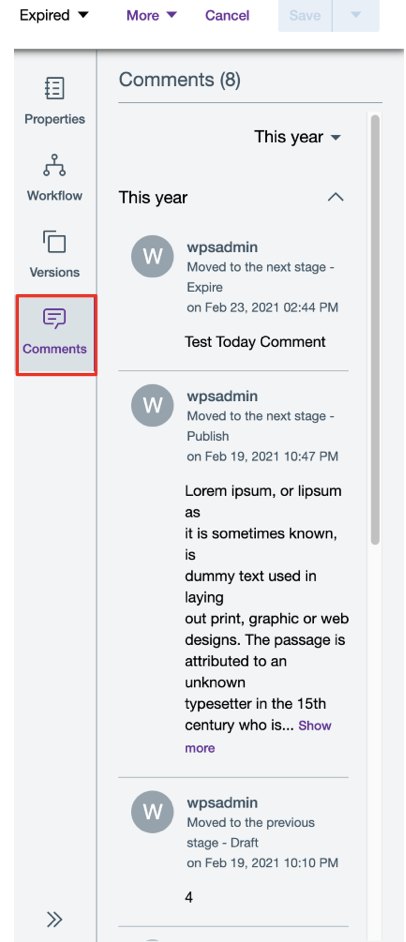 Expired
More
Cancel
Save
Properties
Workflow
Versions
Comments
Comments (8)
This year
This year
W
wpsadmin
Moved to the next stage -
Expire
on Feb 23, 2021 02:44 PM
Test Today Comment
W
wpsadmin
Moved to the next stage -
Publish
on Feb 19, 2021 10:47 PM
Lorem ipsum, or lipsum
as
it is sometimes known,
is
dummy text used in
laying
out print, graphic or web
designs. The passage is
attributed to an
unknown
typesetter in the 15th
century who is... Show
more
W
wpsadmin
Moved to the previous
stage - Draft
on Feb 19, 2021 10:10 PM
4